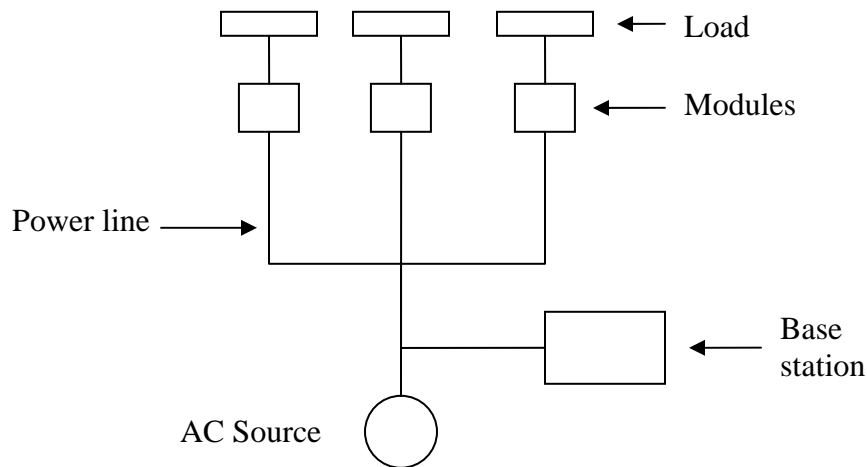 Load
Modules
Power line
Base
station
AC Source